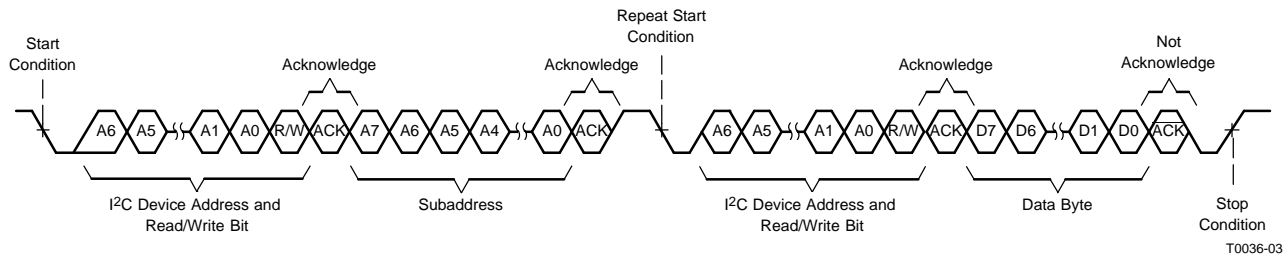 Repeat Start
Condition
Start
Condition
Acknowledge
Acknowledge
Acknowledge
Not
Acknowledge
A6 A5 A1 A0 R/W ACK A7 A6 A5 A4 A0 ACK A6 A5 A1 A0 R/W ACK D7 D6 D1 D0 ACK
I²C Device Address and
Read/Write Bit
Subaddress
I²C Device Address and
Read/Write Bit
Data Byte
Stop
Condition
T0036-03